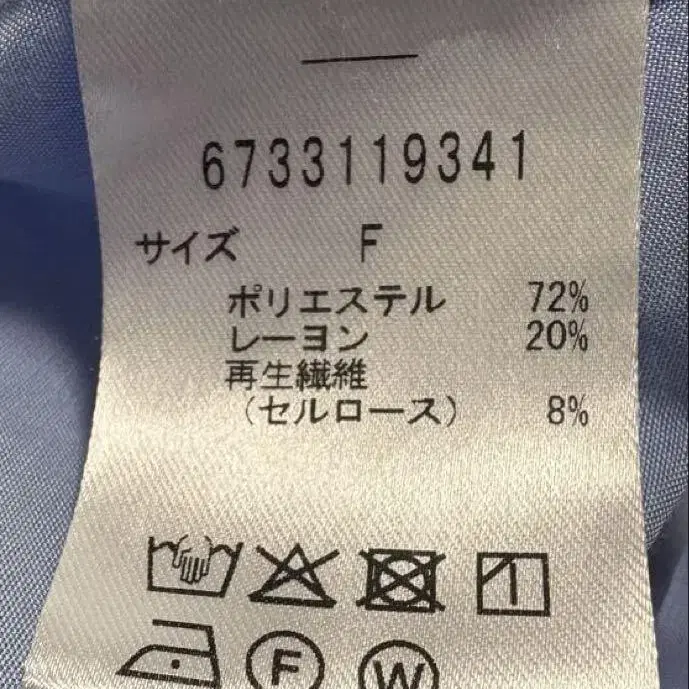 6733119341
サイズ F
ポリエステル 72%
レーヨン 20%
再生繊維
（セルロース） 8%
F W